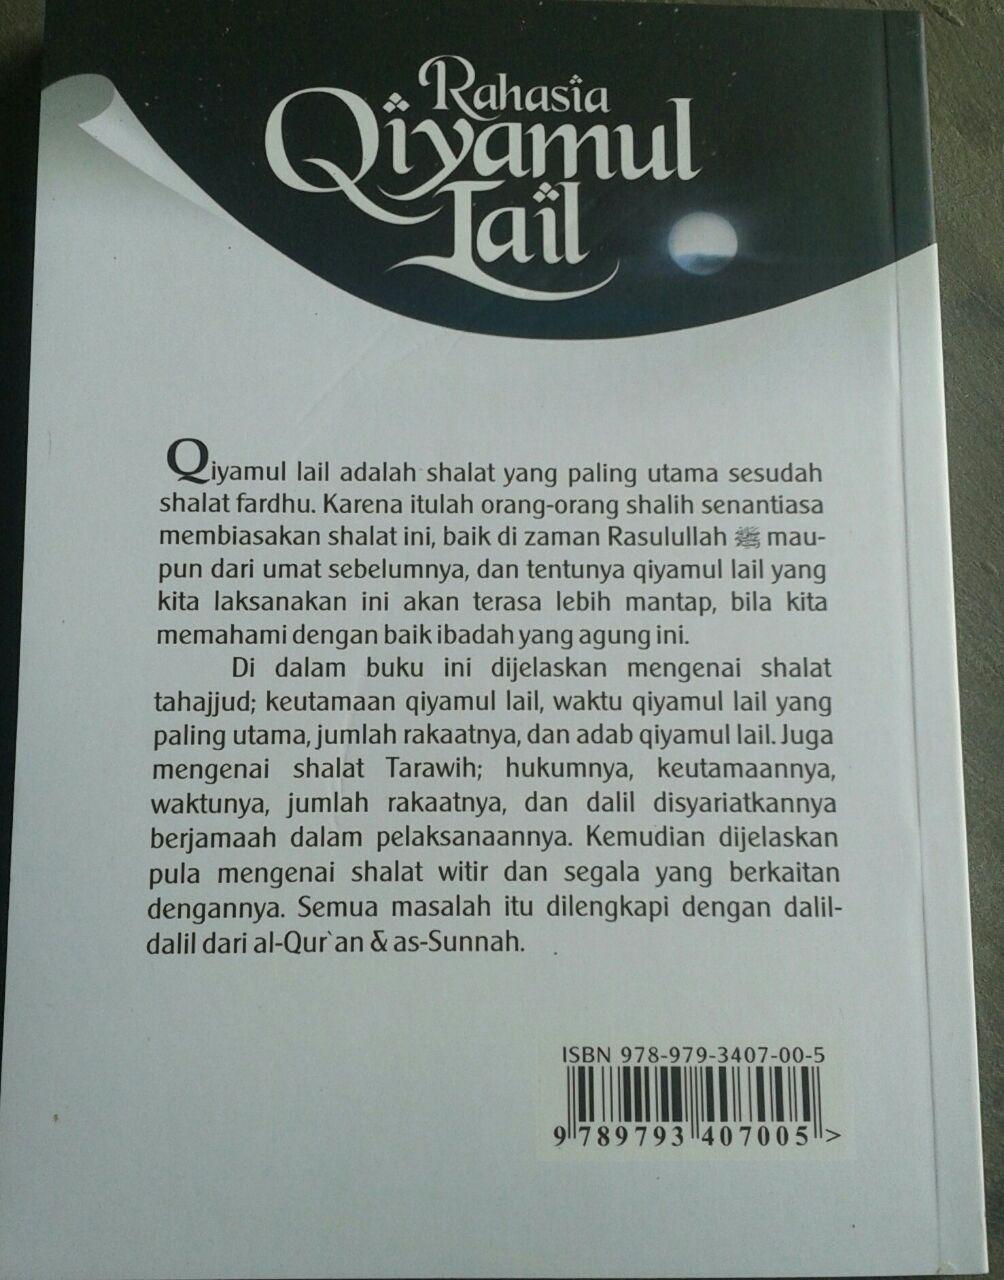 Rahasia
Qiyamul
Lail
Qiyamul lail adalah shalat yang paling utama sesudah
shalat fardhu. Karena itulah orang-orang shalih senantiasa
membiasakan shalat ini, baik di zaman Rasulullah ﷺ mau-
pun dari umat sebelumnya, dan tentunya qiyamul lail yang
kita laksanakan ini akan terasa lebih mantap, bila kita
memahami dengan baik ibadah yang agung ini.
Di dalam buku ini dijelaskan mengenai shalat
tahajjud; keutamaan qiyamul lail, waktu qiyamul lail yang
paling utama, jumlah rakaatnya, dan adab qiyamul lail. Juga
mengenai shalat Tarawih; hukumnya, keutamaannya,
waktunya, jumlah rakaatnya, dan dalil disyariatkannya
berjamaah dalam pelaksanaannya. Kemudian dijelaskan
pula mengenai shalat witir dan segala yang berkaitan
dengannya. Semua masalah itu dilengkapi dengan dalil-
dalil dari al-Qur`an & as-Sunnah.
ISBN 978-979-3407-00-5
9 789793 407005 >